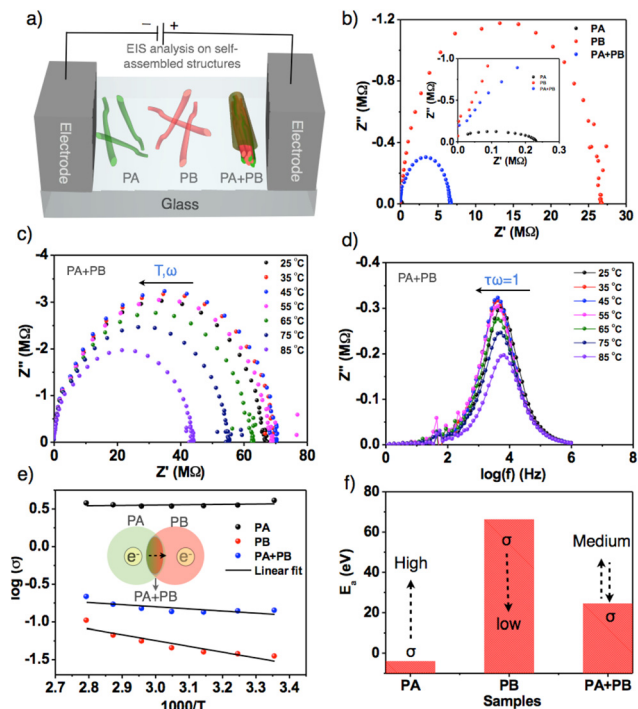 a)
− +
EIS analysis on self-
assembled structures
Electrode
PA
PB
PA+PB
Electrode
Glass
b)
-1.2
-0.8
-0.4
0.0
0 5 10 15 20 25 30
Z'' (MΩ)
Z' (MΩ)
PA
PB
PA+PB
-1.0
-0.5
0.0
0.0 0.1 0.2 0.3 0.4
Z'' (MΩ)
Z' (MΩ)
PA
PB
PA+PB
c)
PA+PB
T,ω
-4
-3
-2
-1
0
0 20 40 60 80
Z'' (MΩ)
Z' (MΩ)
25 °C
35 °C
45 °C
55 °C
65 °C
75 °C
85 °C
d)
PA+PB
τω=1
-0.4
-0.3
-0.2
-0.1
0.0
0 2 4 6 8 10
Z'' (MΩ)
log(f) (Hz)
25 °C
35 °C
45 °C
55 °C
65 °C
75 °C
85 °C
e)
0.5
0.0
-0.5
-1.0
-1.5
2.7 2.8 2.9 3.0 3.1 3.2 3.3 3.4 3.5
log (σ)
1000/T
PA PB
e- e-
PA+PB
PA
PB
PA+PB
Linear fit
f)
80
60
40
20
0
Ea (eV)
High
σ
σ
low
Medium
σ
PA PB PA+PB
Samples